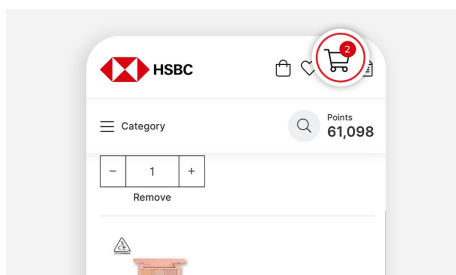 HSBC
2
Category
Points
61,098
− 1 +
Remove